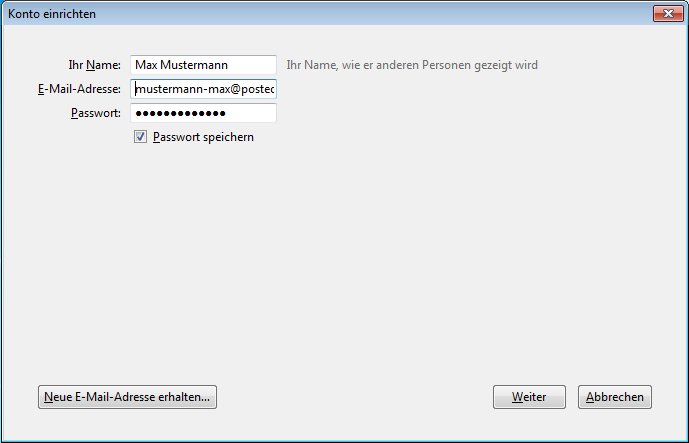 Konto einrichten
Ihr Name: Max Mustermann Ihr Name, wie er anderen Personen gezeigt wird
E-Mail-Adresse: mustermann-max@postec
Passwort: ●●●●●●●●●●●●●
Passwort speichern
Neue E-Mail-Adresse erhalten... Weiter Abbrechen